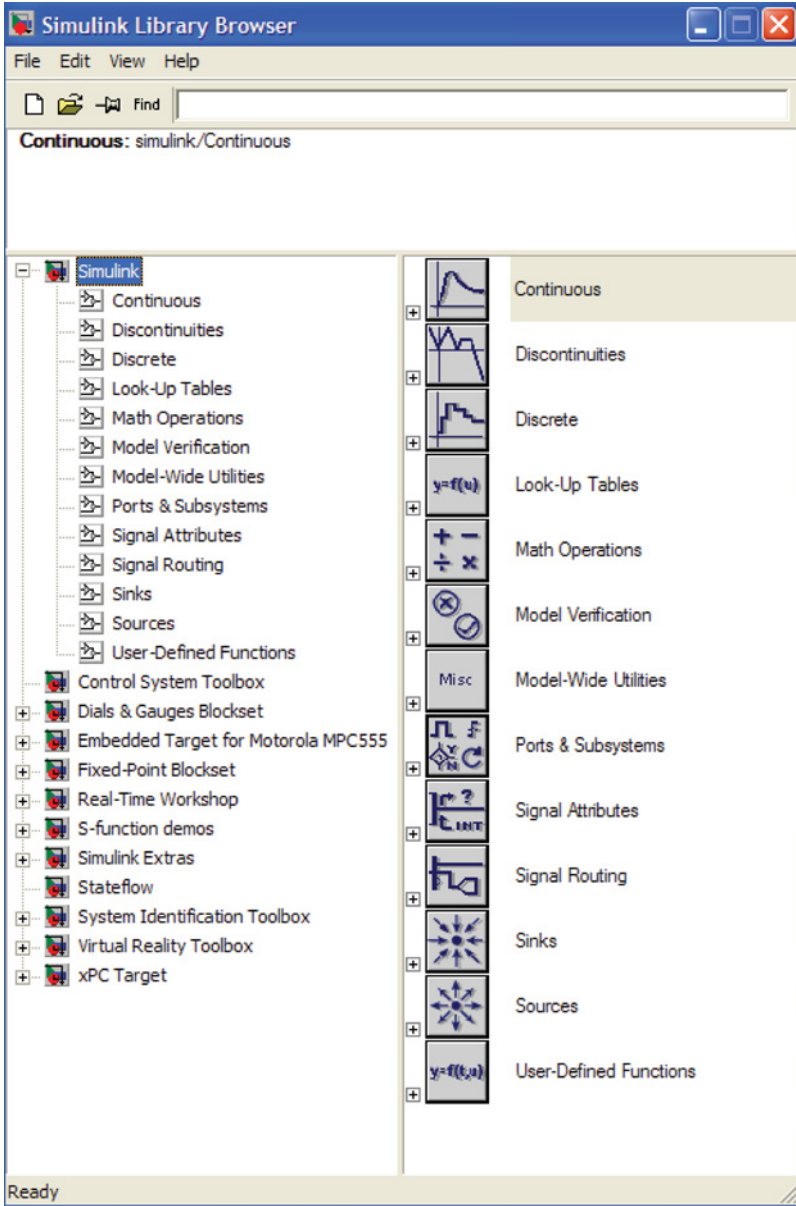 Simulink Library Browser
File Edit View Help
Find
Continuous: simulink/Continuous
Simulink
Continuous
Discontinuities
Discrete
Look-Up Tables
Math Operations
Model Verification
Model-Wide Utilities
Ports & Subsystems
Signal Attributes
Signal Routing
Sinks
Sources
User-Defined Functions
Control System Toolbox
Dials & Gauges Blockset
Embedded Target for Motorola MPC555
Fixed-Point Blockset
Real-Time Workshop
S-function demos
Simulink Extras
Stateflow
System Identification Toolbox
Virtual Reality Toolbox
xPC Target
Continuous
Discontinuities
Discrete
y=f(u) Look-Up Tables
+ − ÷ × Math Operations
Model Verification
Misc Model-Wide Utilities
Y N Ports & Subsystems
? t INT Signal Attributes
Signal Routing
Sinks
Sources
y=f(t,u) User-Defined Functions
Ready